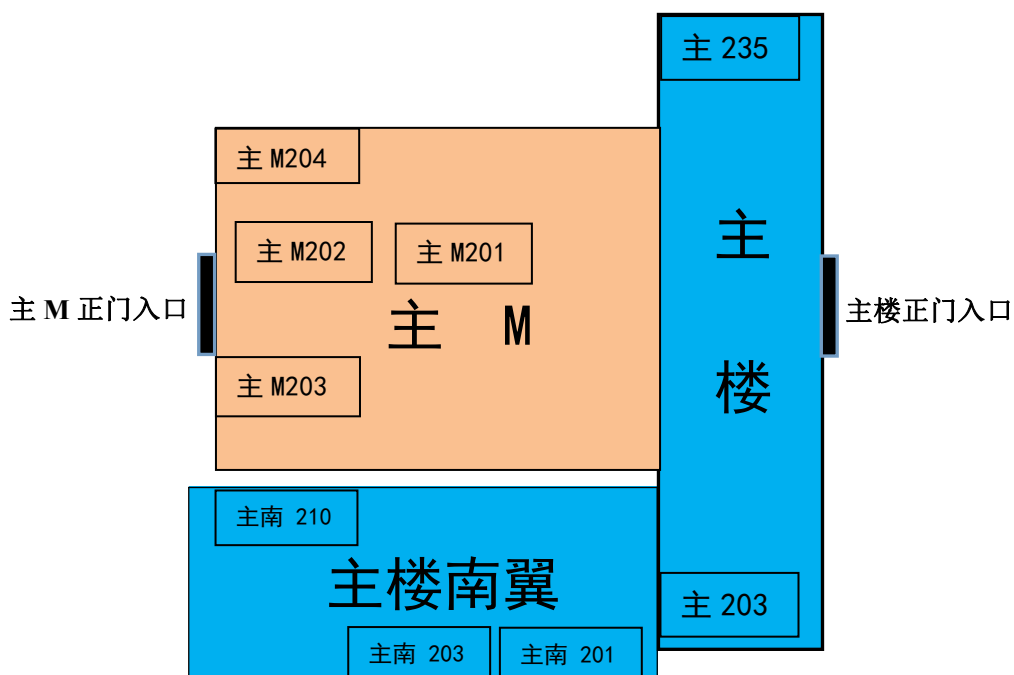 主 235
主 M204
主
主 M202
主 M201
主 M 正门入口
主 M
主楼正门入口
主 M203
楼
主南 210
主楼南翼
主 203
主南 203
主南 201